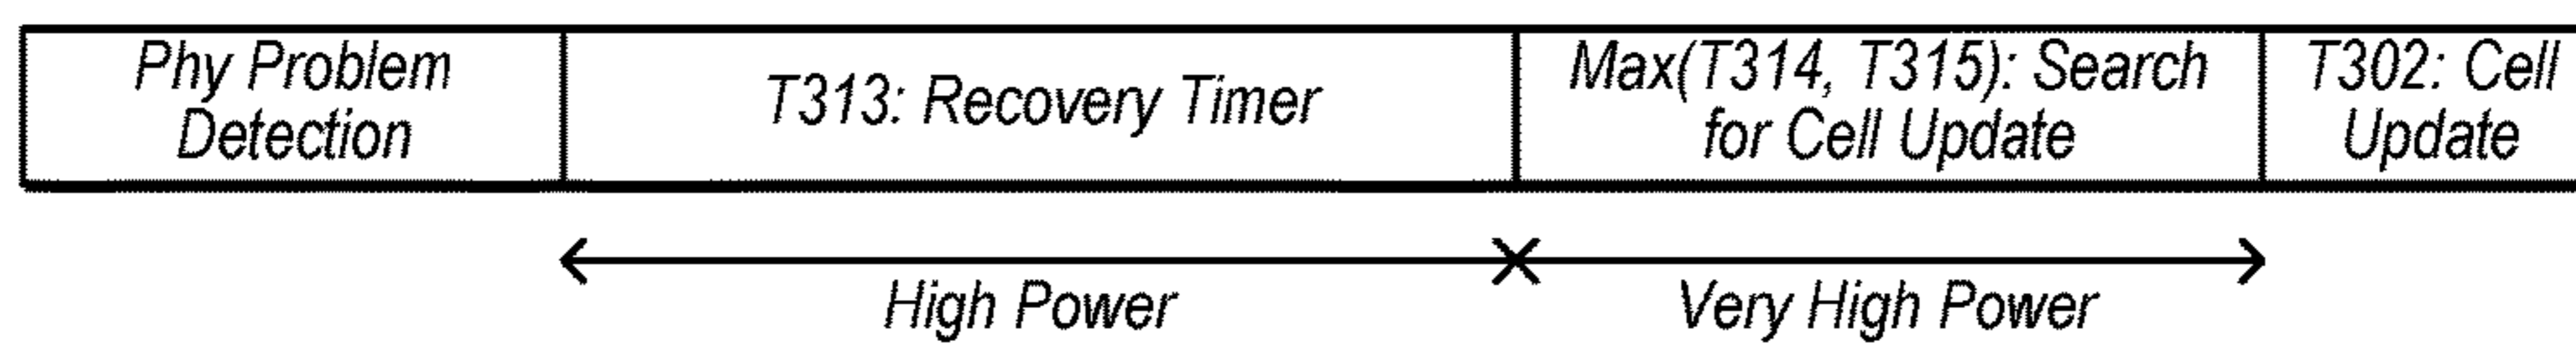 Phy Problem
Detection
T313: Recovery Timer
Max(T314, T315): Search
for Cell Update
T302: Cell
Update
High Power
Very High Power